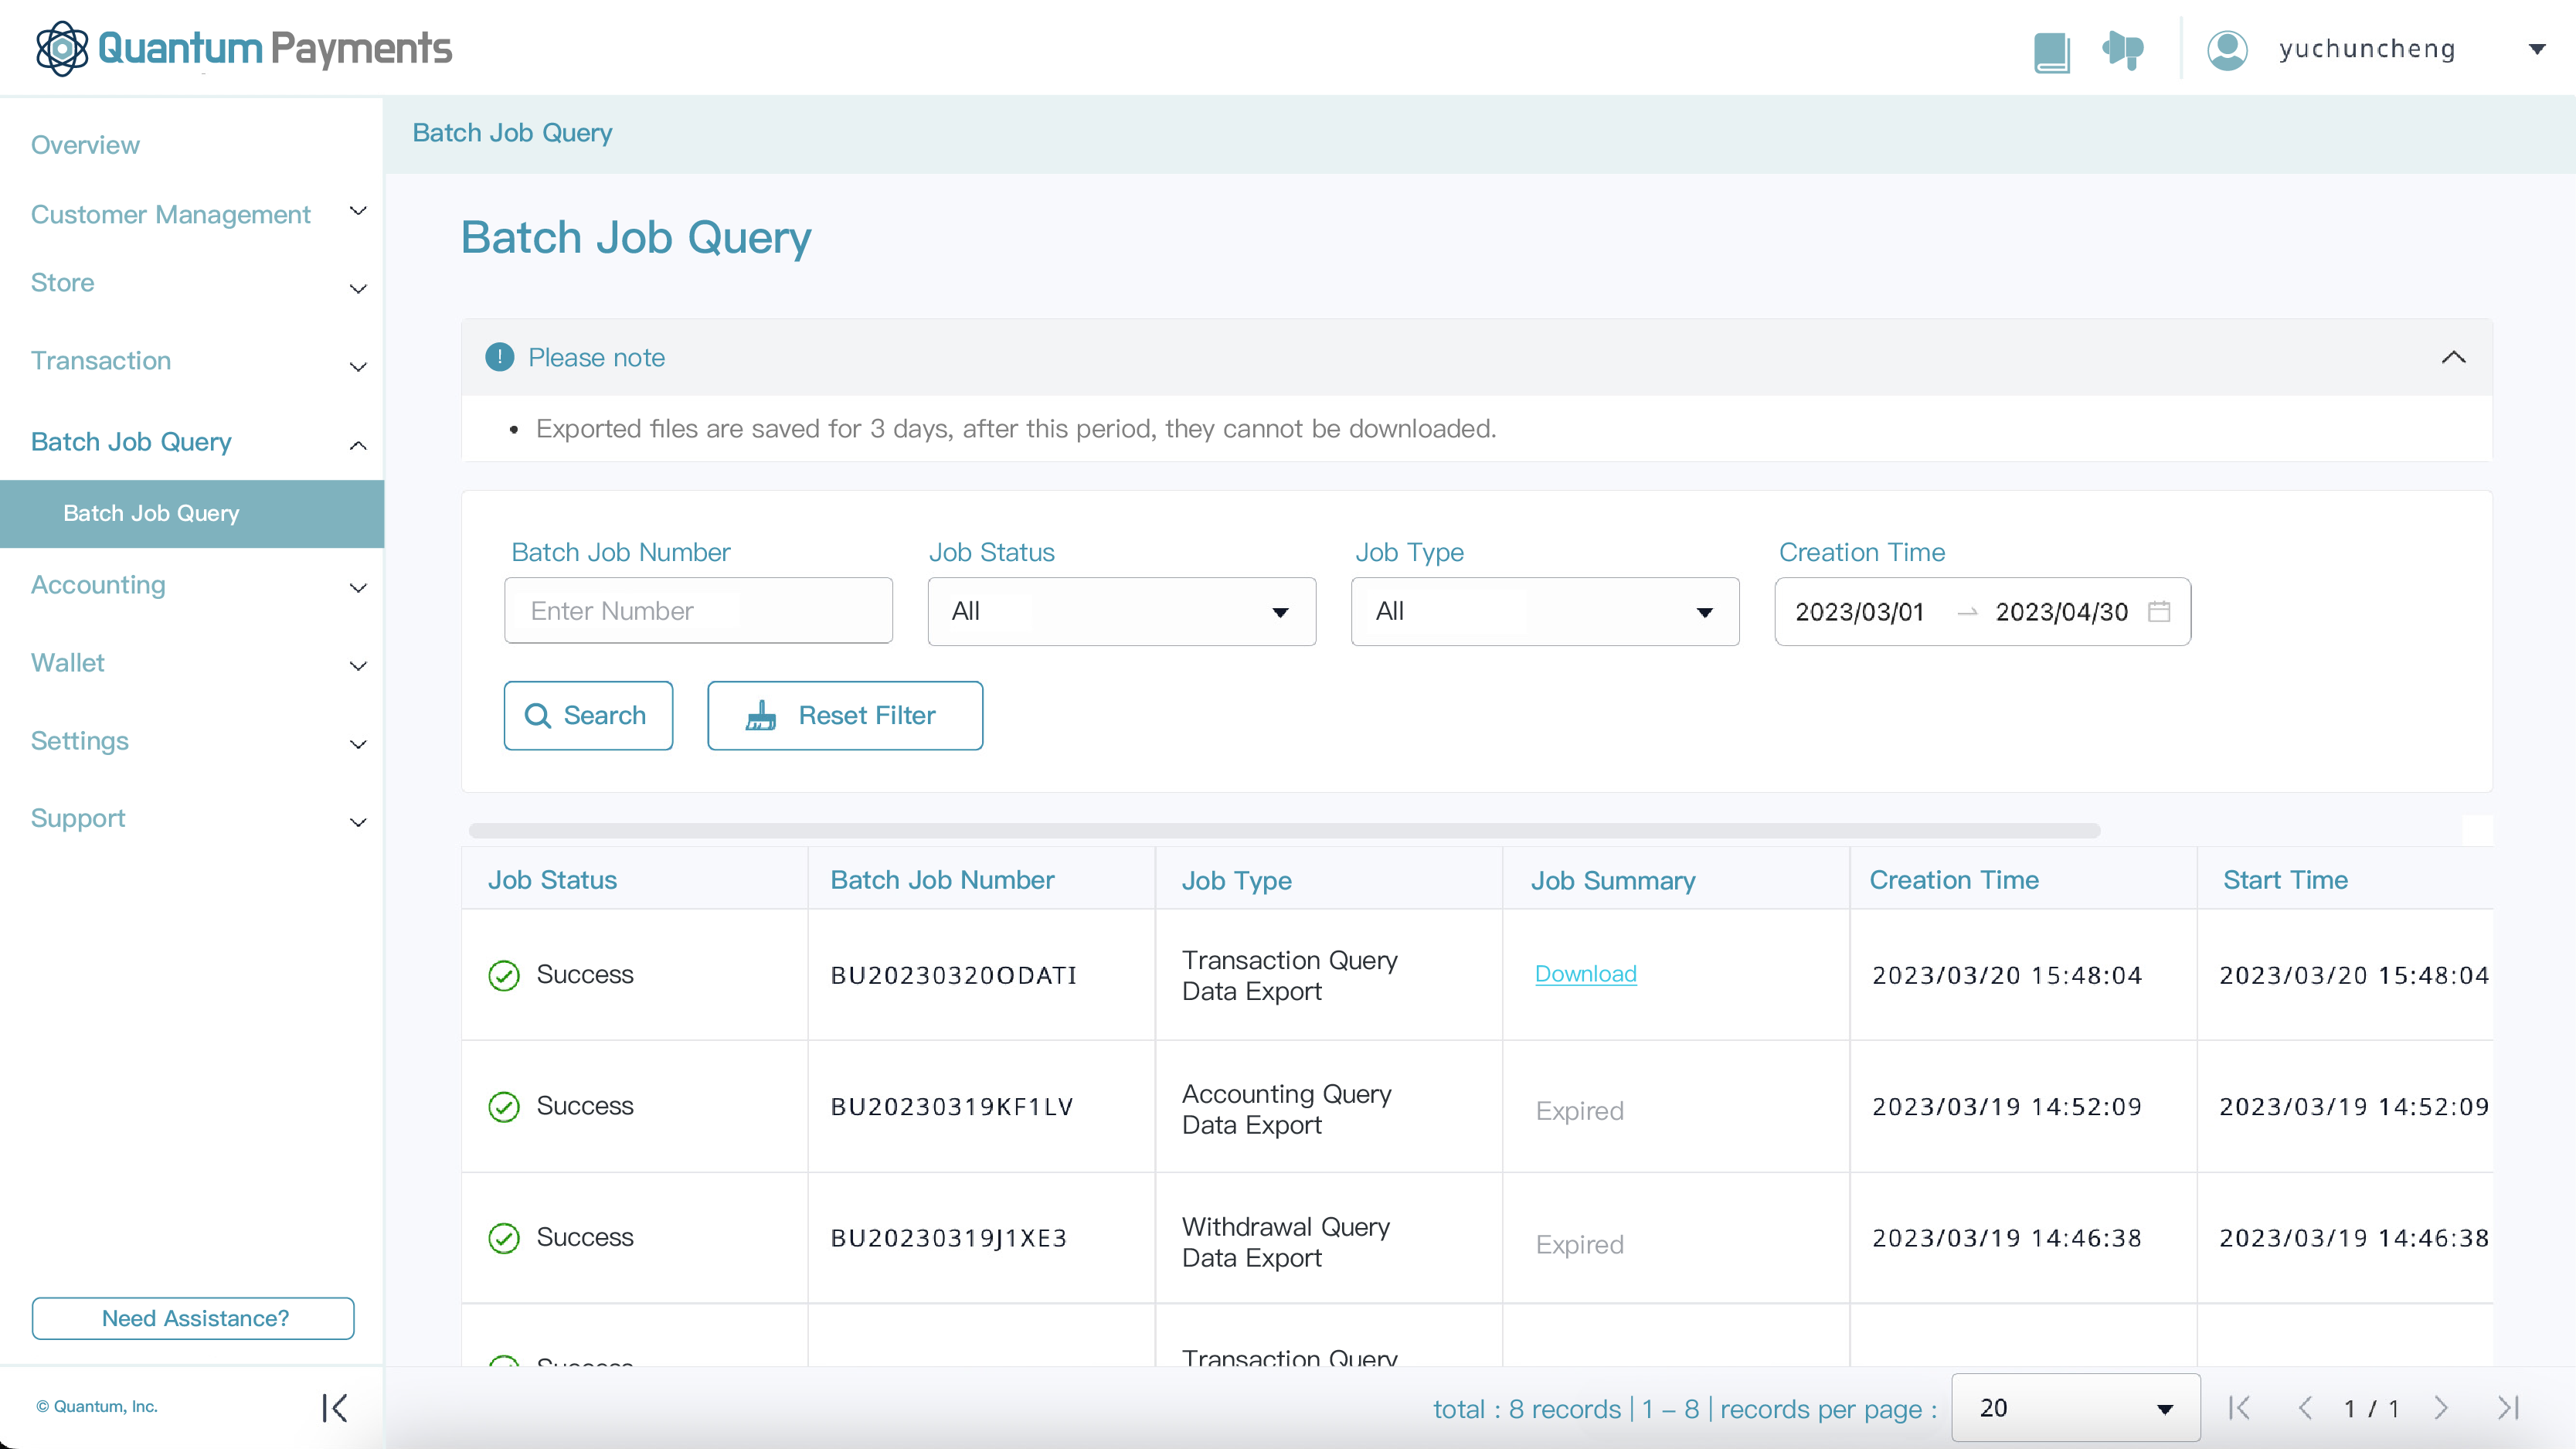 Quantum Payments
yuchuncheng
Overview
Customer Management
Store
Transaction
Batch Job Query
Batch Job Query
Accounting
Wallet
Settings
Support
Need Assistance?
© Quantum, Inc.
Batch Job Query
Batch Job Query
Please note
• Exported files are saved for 3 days, after this period, they cannot be downloaded.
Batch Job Number Job Status Job Type Creation Time
Enter Number All All 2023/03/01 → 2023/04/30
Search Reset Filter
Job Status Batch Job Number Job Type Job Summary Creation Time Start Time
Success BU20230320ODATI Transaction Query Download 2023/03/20 15:48:04 2023/03/20 15:48:04
Data Export
Success BU20230319KF1LV Accounting Query Expired 2023/03/19 14:52:09 2023/03/19 14:52:09
Data Export
Success BU20230319J1XE3 Withdrawal Query Expired 2023/03/19 14:46:38 2023/03/19 14:46:38
Data Export
Success Transaction Query
total : 8 records | 1 – 8 | records per page : 20 1 / 1